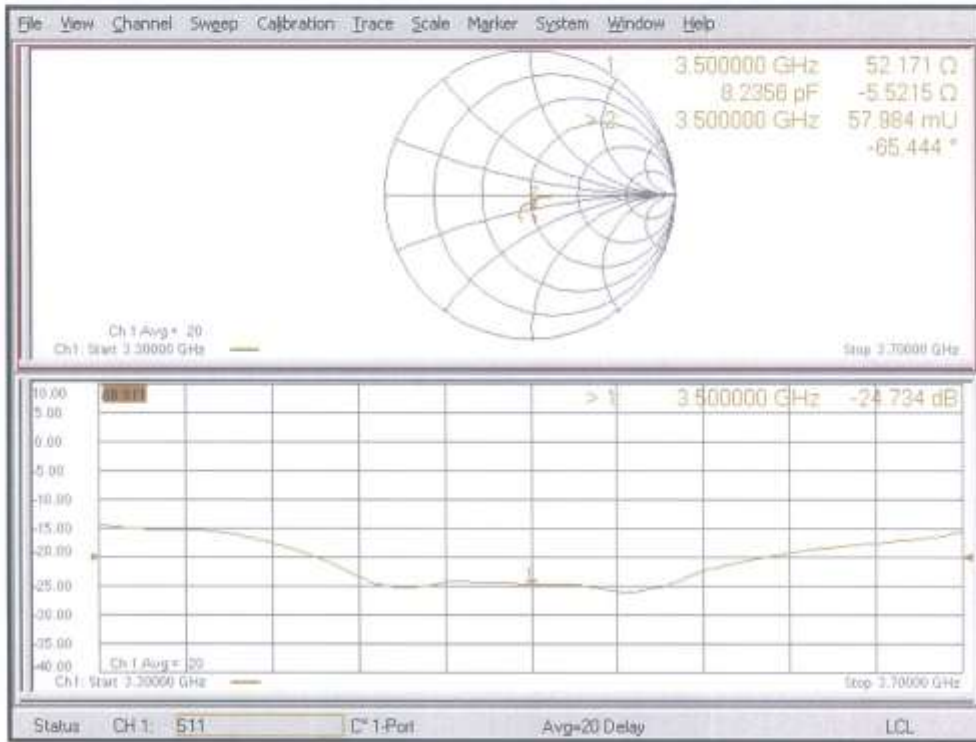 File View Channel Sweep Calibration Trace Scale Marker System Window Help
1 3.500000 GHz 52.171 Ω
8.2356 pF -5.5215 Ω
> 2 3.500000 GHz 57.984 mU
-65.444 °
Ch 1 Avg = 20
Ch1: Start 3.30000 GHz
Stop 3.70000 GHz
10.00
> 1 3.500000 GHz -24.734 dB
5.00
0.00
-5.00
-10.00
-15.00
-20.00
-25.00
-30.00
-35.00
-40.00
1
Ch 1 Avg = 20
Ch1: Start 3.30000 GHz
Stop 3.70000 GHz
Status CH 1: S11 C* 1-Port Avg=20 Delay LCL